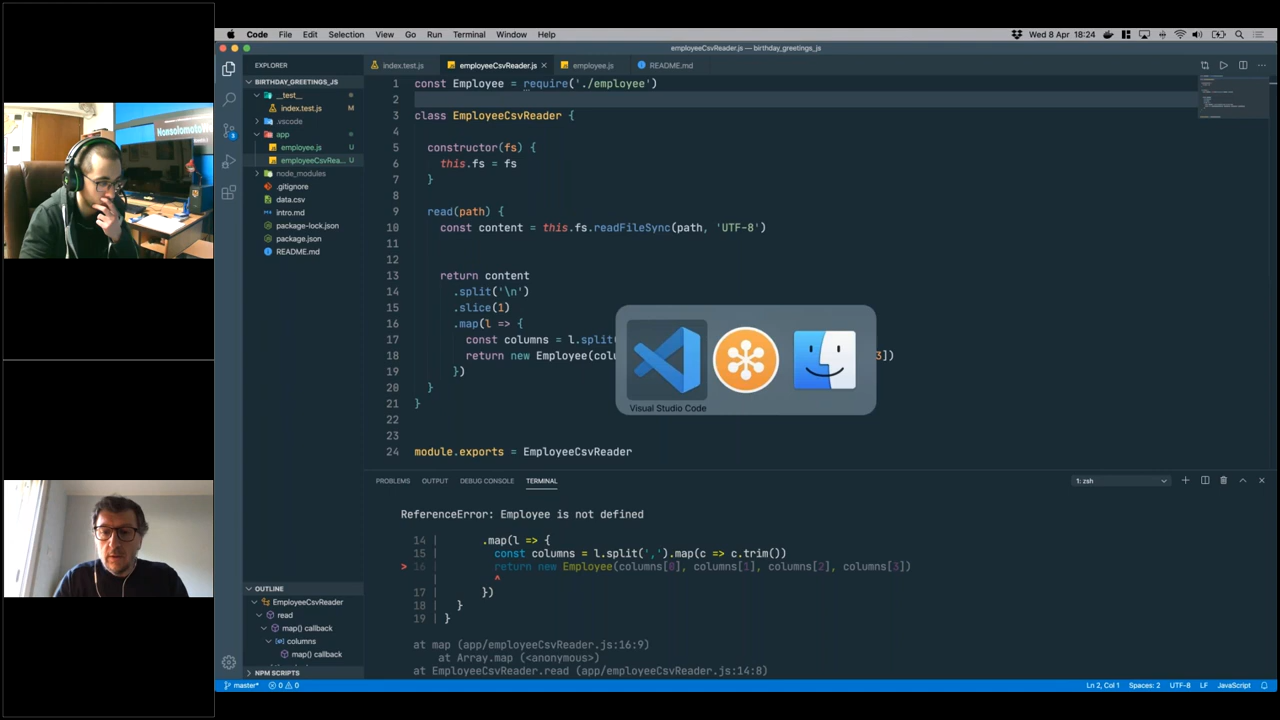 Code File Edit Selection View Go Run Terminal Window Help
Wed 8 Apr 18:24
employeeCsvReader.js — birthday_greetings_js
EXPLORER
BIRTHDAY_GREETINGS_JS
__test__
index.test.js M
.vscode
app
employee.js U
employeeCsvRea... U
node_modules
.gitignore
data.csv
intro.md
package-lock.json
package.json
README.md
OUTLINE
EmployeeCsvReader
read
map() callback
columns
map() callback
NPM SCRIPTS
index.test.js employeeCsvReader.js employee.js README.md
1 const Employee = require('./employee')
2
3 class EmployeeCsvReader {
4
5 constructor(fs) {
6 this.fs = fs
7 }
8
9 read(path) {
10 const content = this.fs.readFileSync(path, 'UTF-8')
11
12
13 return content
14 .split('\n')
15 .slice(1)
16 .map(l => {
17 const columns = l.split
18 return new Employee(colu 3])
19 })
20 }
21 }
22
23
24 module.exports = EmployeeCsvReader
Visual Studio Code
PROBLEMS OUTPUT DEBUG CONSOLE TERMINAL
1: zsh
ReferenceError: Employee is not defined
14 | .map(l => {
15 | const columns = l.split(',').map(c => c.trim())
> 16 | return new Employee(columns[0], columns[1], columns[2], columns[3])
| ^
17 | })
18 | }
19 | }
at map (app/employeeCsvReader.js:16:9)
at Array.map (<anonymous>)
at EmployeeCsvReader.read (app/employeeCsvReader.js:14:8)
master* 0 0
Ln 2, Col 1 Spaces: 2 UTF-8 LF JavaScript